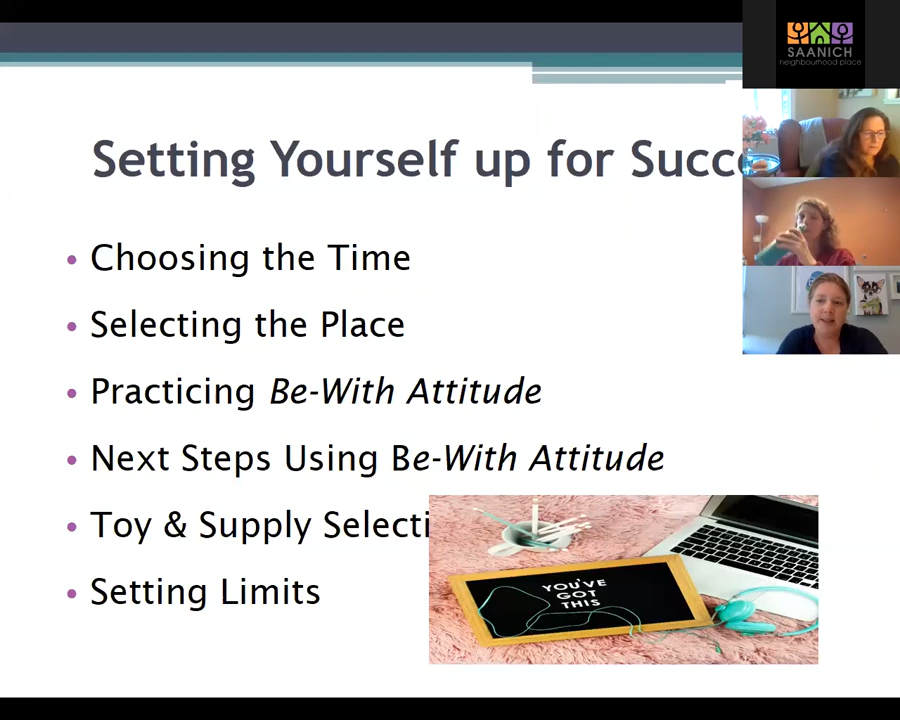 SAANICH
neighbourhood place
Setting Yourself up for Succ
• Choosing the Time
• Selecting the Place
• Practicing Be-With Attitude
• Next Steps Using Be-With Attitude
• Toy & Supply Selecti
• Setting Limits
YOU'VE
GOT
THIS